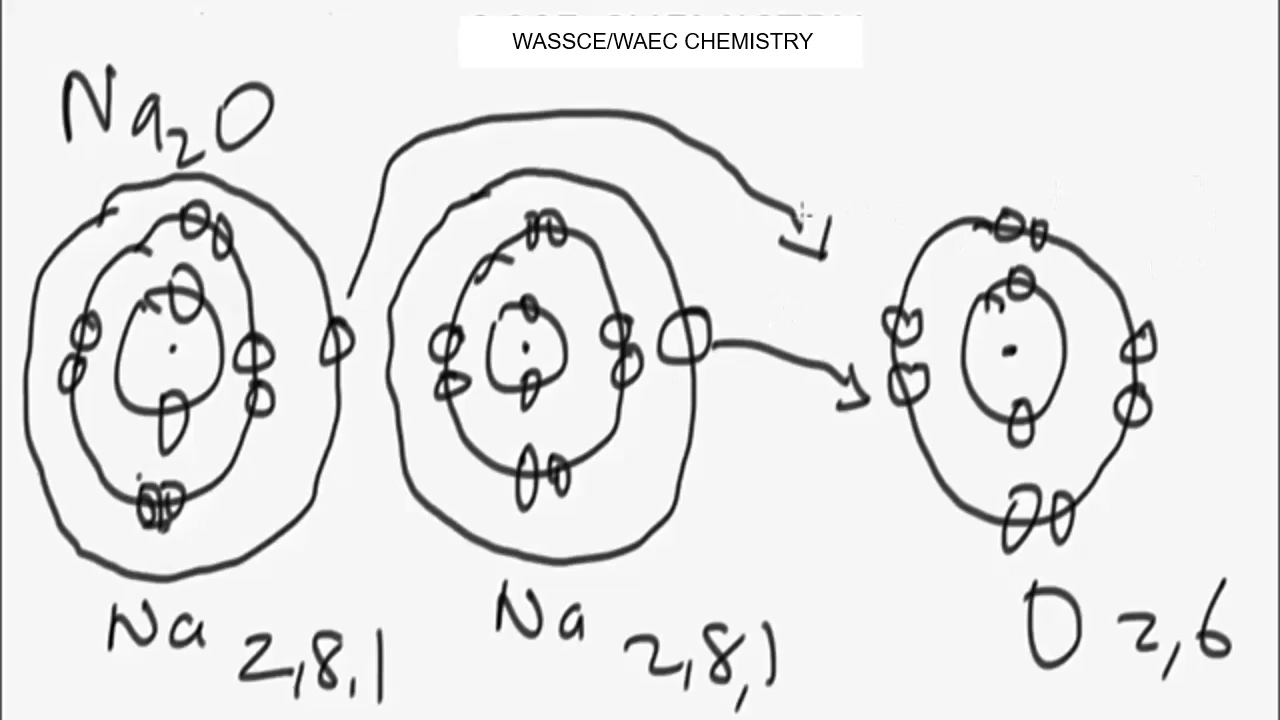 WASSCE/WAEC CHEMISTRY
Na₂O
Na 2,8,1
Na 2,8,1
O 2,6